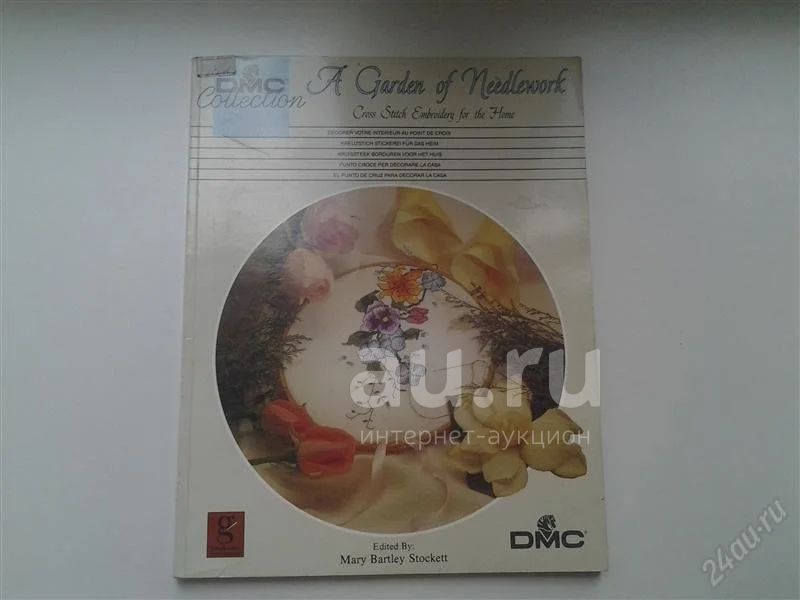 DMC
Collection
A Garden of Needlework
Cross Stitch Embroidery for the Home
DECORER VOTRE INTERIEUR AU POINT DE CROIX
KREUZSTICH STICKEREI FÜR DAS HEIM
KRUISSTEEK BORDUREN VOOR HET HUIS
PUNTO CROCE PER DECORARE LA CASA
EL PUNTO DE CRUZ PARA DECORAR LA CASA
au.ru
интернет-аукцион
g
Edited By:
Mary Bartley Stockett
DMC
24au.ru